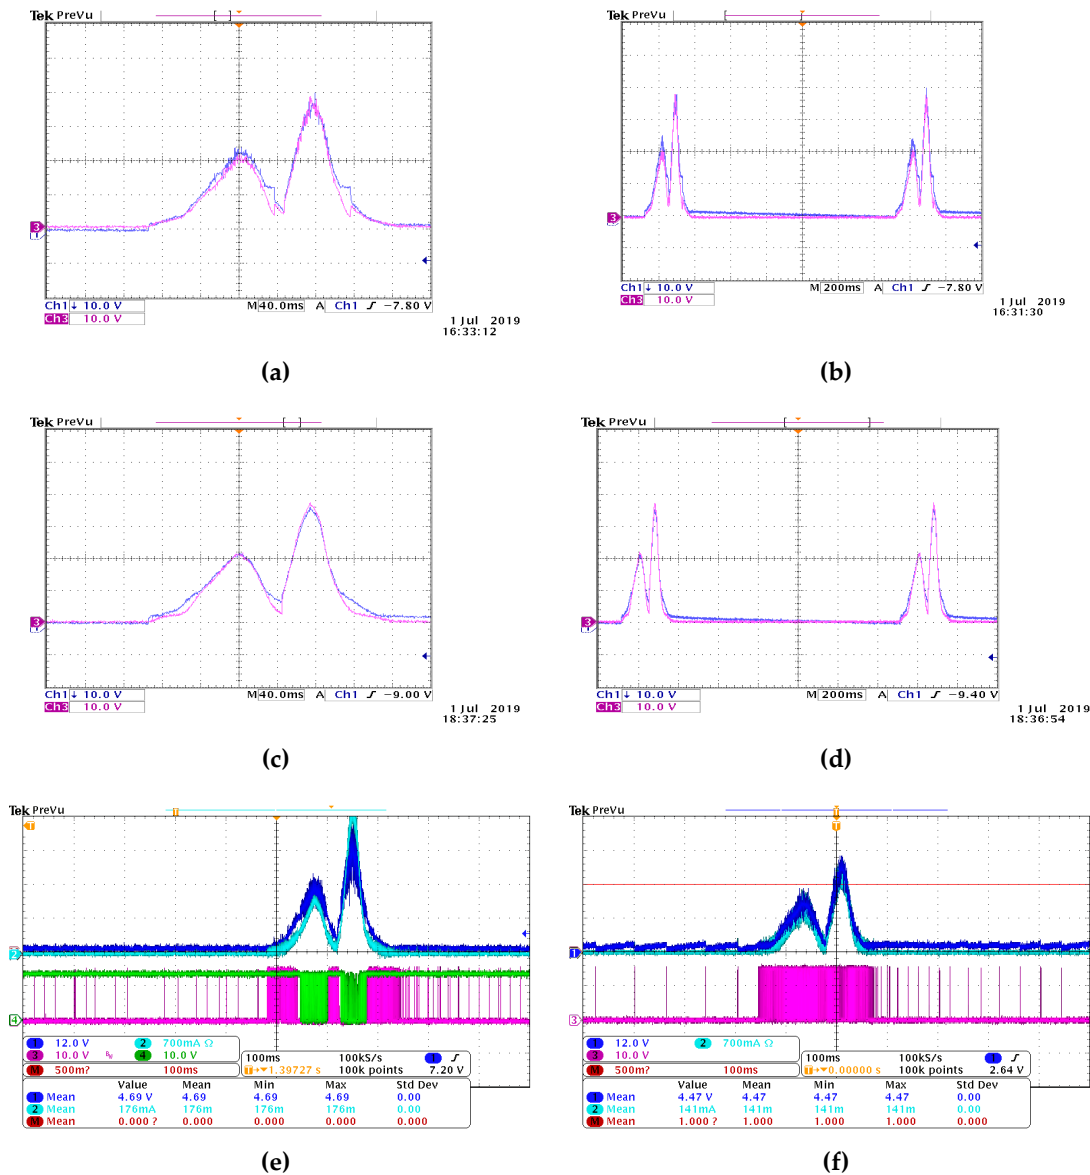 Tek PreVu
3
Ch1 10.0 V M 40.0ms A Ch1 -7.80 V
Ch3 10.0 V
1 Jul 2019
16:33:12
(a)
Tek PreVu
3
Ch1 10.0 V M 200ms A Ch1 -7.80 V
Ch3 10.0 V
1 Jul 2019
16:31:30
(b)
Tek PreVu
3
Ch1 10.0 V M 40.0ms A Ch1 -9.00 V
Ch3 10.0 V
1 Jul 2019
18:37:25
(c)
Tek PreVu
3
Ch1 10.0 V M 200ms A Ch1 -9.40 V
Ch3 10.0 V
1 Jul 2019
18:36:54
(d)
Tek PreVu
T
T
2
4
1 12.0 V 2 700mA Ω
3 10.0 V 4 10.0 V
M 500m? 100ms
100ms 100kS/s 1
T→▼1.39727 s 100k points 7.20 V
Value Mean Min Max Std Dev
1 Mean 4.69 V 4.69 4.69 4.69 0.00
2 Mean 176mA 176m 176m 176m 0.00
M Mean 0.000 ? 0.000 0.000 0.000 0.000
(e)
Tek PreVu
T
T
1
3
1 12.0 V 2 700mA Ω
3 10.0 V
M 500m? 100ms
100ms 100kS/s 1
T→▼0.00000 s 100k points 2.64 V
Value Mean Min Max Std Dev
1 Mean 4.47 V 4.47 4.47 4.47 0.00
2 Mean 141mA 141m 141m 141m 0.00
M Mean 1.000 ? 1.000 1.000 1.000 0.000
(f)